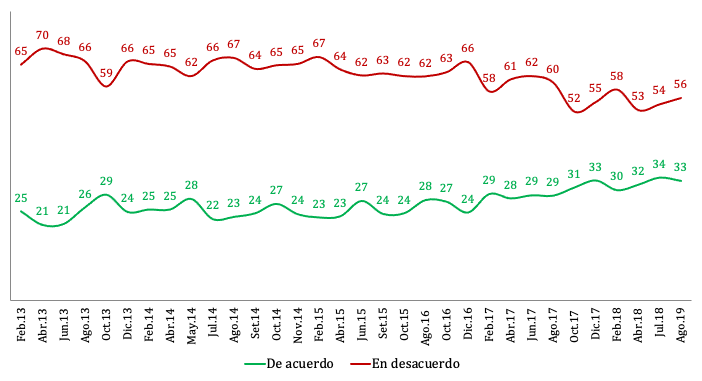 65 70 68 66 59 66 65 65 62 66 67 64 65 65 67 64 62 63 62 62 63 66 58 61 62 60 52 55 58 53 54 56
25 21 21 26 29 24 25 25 28 22 23 24 27 24 23 23 27 24 24 28 27 24 29 28 29 29 31 33 30 32 34 33
Feb.13 Abr.13 Jun.13 Ago.13 Oct.13 Dic.13 Feb.14 Abr.14 May.14 Jul.14 Ago.14 Set.14 Oct.14 Nov.14 Feb.15 Abr.15 Jun.15 Set.15 Oct.15 Ago.16 Oct.16 Dic.16 Feb.17 Abr.17 Jun.17 Ago.17 Oct.17 Dic.17 Feb.18 Abr.18 Jul.18 Ago.19
De acuerdo En desacuerdo